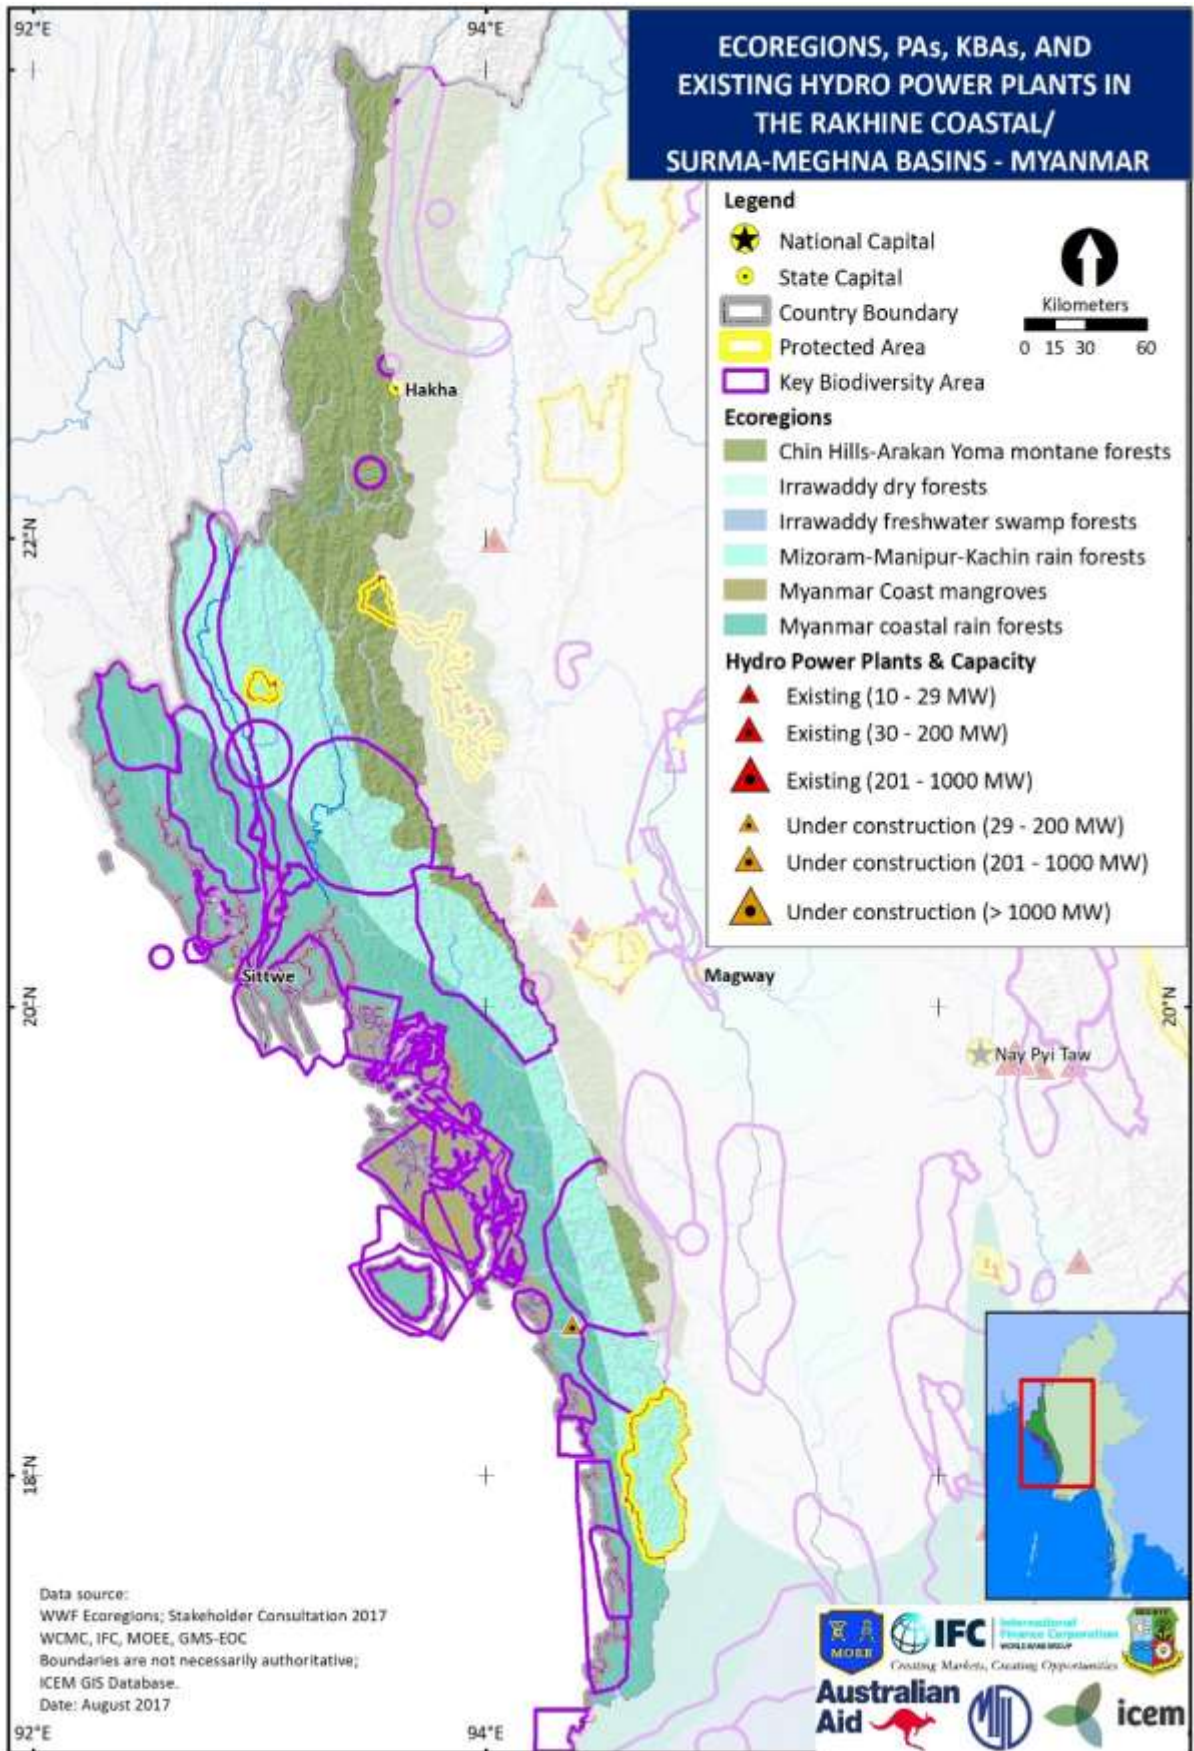 92°E
94°E
ECOREGIONS, PAs, KBAs, AND
EXISTING HYDRO POWER PLANTS IN
THE RAKHINE COASTAL/
SURMA-MEGHNA BASINS - MYANMAR
Legend
National Capital
State Capital
Country Boundary
Protected Area
Key Biodiversity Area
Kilometers
0 15 30 60
Ecoregions
Chin Hills-Arakan Yoma montane forests
Irrawaddy dry forests
Irrawaddy freshwater swamp forests
Mizoram-Manipur-Kachin rain forests
Myanmar Coast mangroves
Myanmar coastal rain forests
Hydro Power Plants & Capacity
Existing (10 - 29 MW)
Existing (30 - 200 MW)
Existing (201 - 1000 MW)
Under construction (29 - 200 MW)
Under construction (201 - 1000 MW)
Under construction (> 1000 MW)
Hakha
22°N
Sittwe
Magway
20°N
20°N
Nay Pyi Taw
18°N
Data source:
WWF Ecoregions; Stakeholder Consultation 2017
WCMC, IFC, MOEE, GMS-EOC
Boundaries are not necessarily authoritative;
ICEM GIS Database.
Date: August 2017
MOEE
IFC
International
Finance Corporation
WORLD BANK GROUP
Creating Markets, Creating Opportunities
Australian
Aid
icem
92°E
94°E